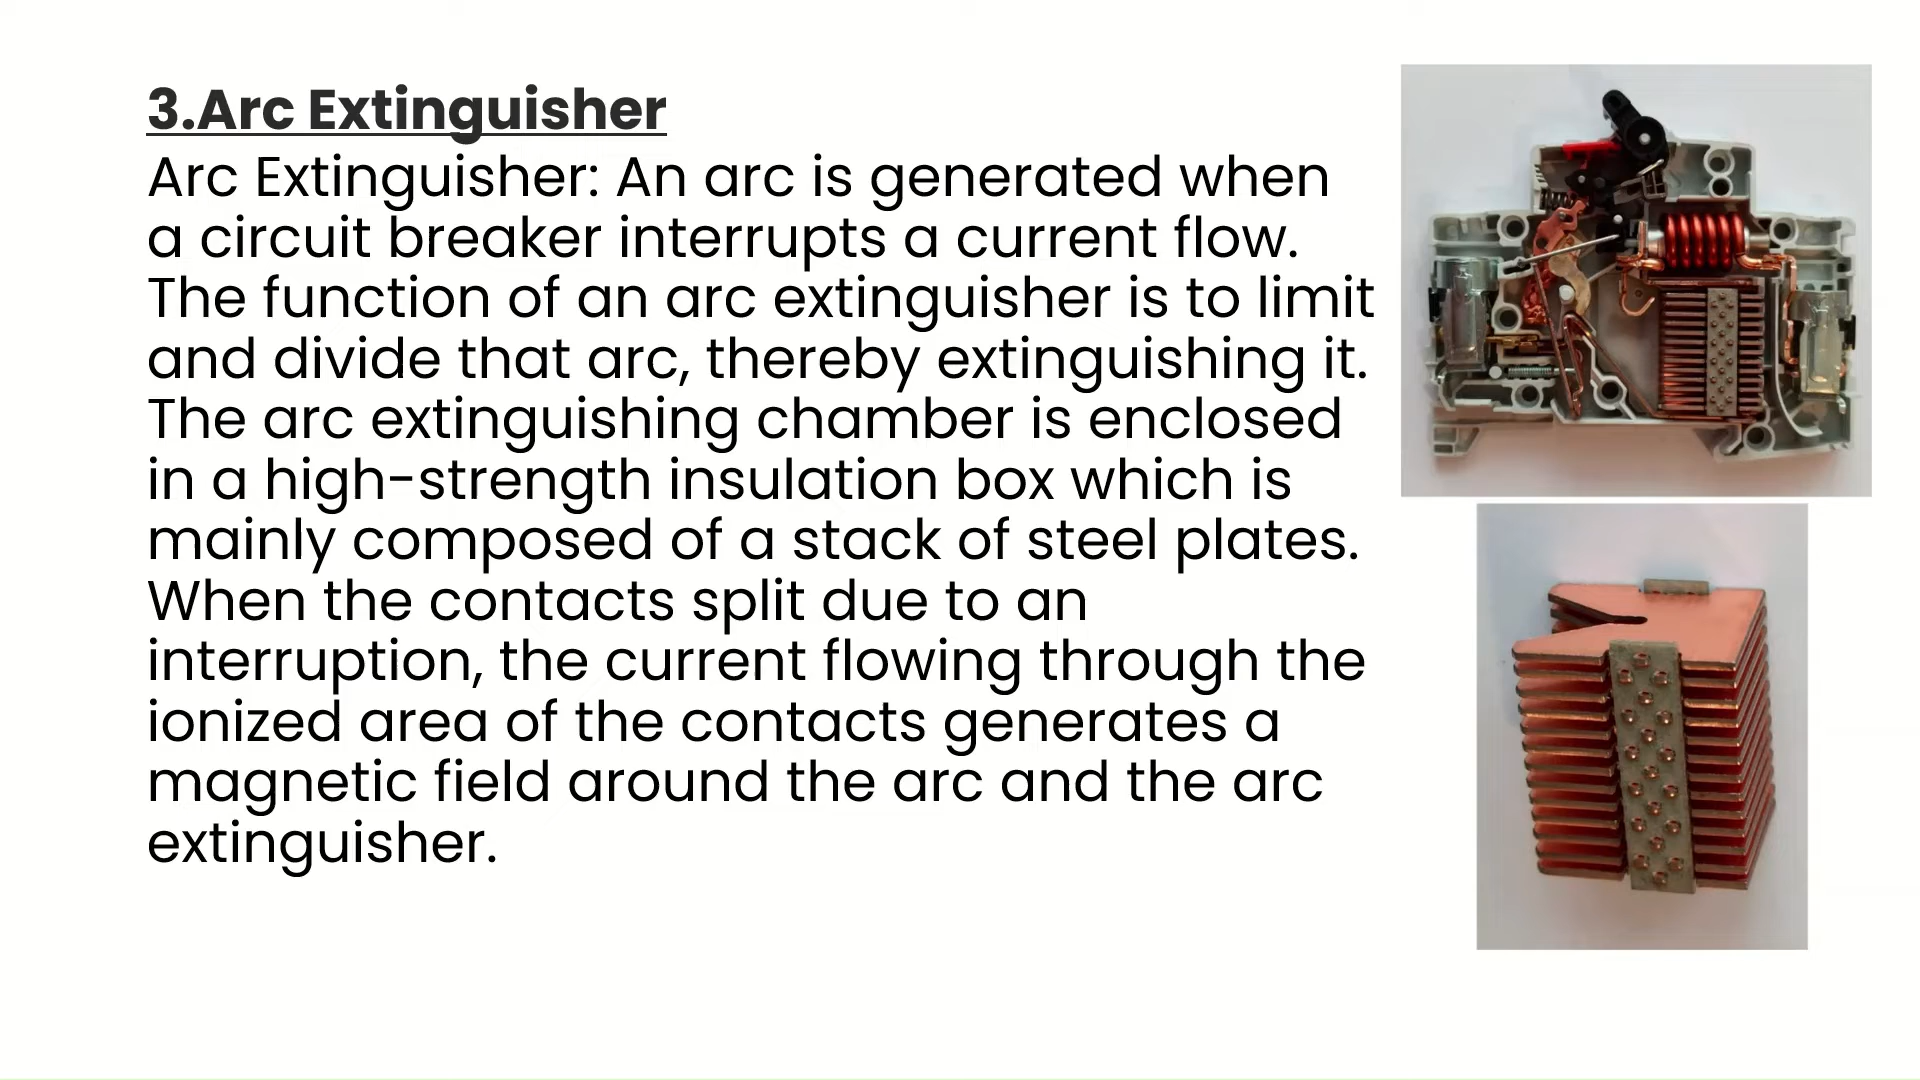 3.Arc Extinguisher
Arc Extinguisher: An arc is generated when
a circuit breaker interrupts a current flow.
The function of an arc extinguisher is to limit
and divide that arc, thereby extinguishing it.
The arc extinguishing chamber is enclosed
in a high-strength insulation box which is
mainly composed of a stack of steel plates.
When the contacts split due to an
interruption, the current flowing through the
ionized area of the contacts generates a
magnetic field around the arc and the arc
extinguisher.